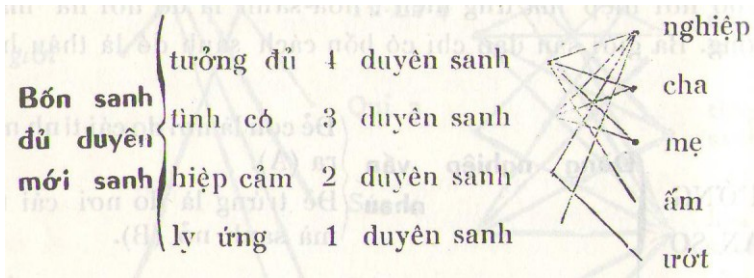 Bốn sanh
đủ duyên
mới sanh
tưởng đủ 4 duyên sanh
tình có 3 duyên sanh
hiệp cảm 2 duyên sanh
ly ứng 1 duyên sanh
nghiệp
cha
mẹ
ấm
ướt